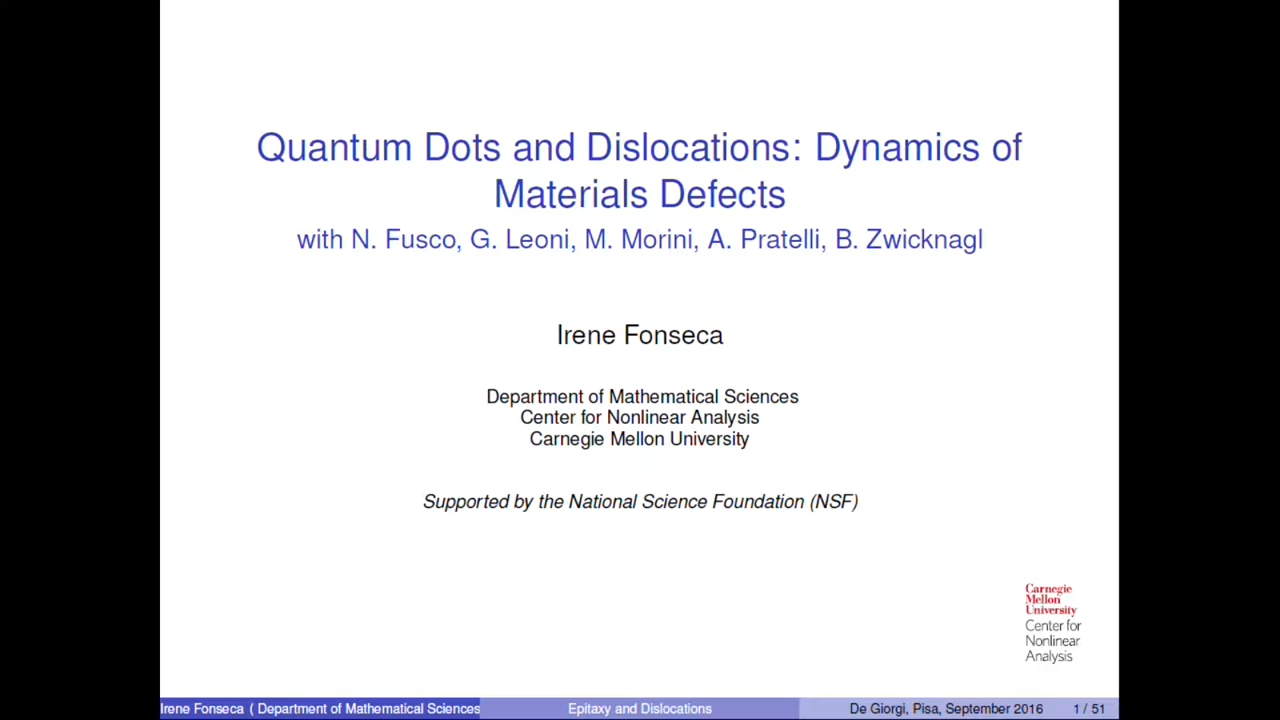 Quantum Dots and Dislocations: Dynamics of
Materials Defects
with N. Fusco, G. Leoni, M. Morini, A. Pratelli, B. Zwicknagl
Irene Fonseca
Department of Mathematical Sciences
Center for Nonlinear Analysis
Carnegie Mellon University
Supported by the National Science Foundation (NSF)
Carnegie
Mellon
University
Center for
Nonlinear
Analysis
Irene Fonseca ( Department of Mathematical Sciences
Epitaxy and Dislocations
De Giorgi, Pisa, September 2016
1 / 51